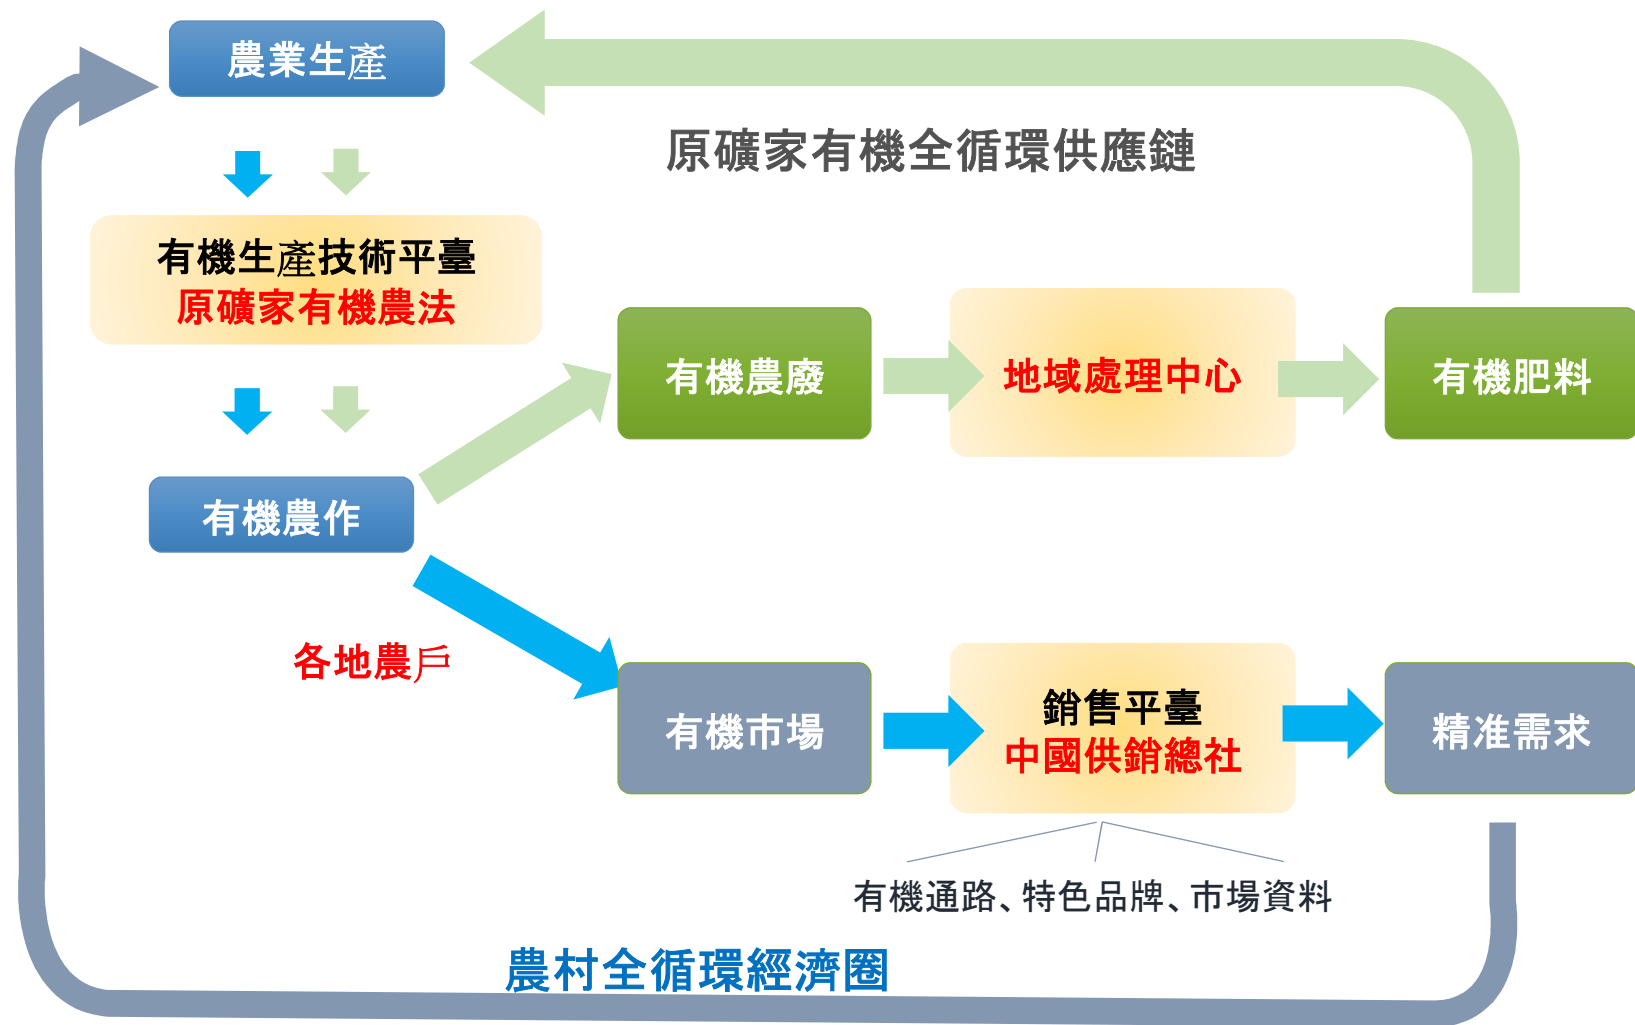 農業生產
原礦家有機全循環供應鏈
有機生產技術平臺
原礦家有機農法
有機農廢
地域處理中心
有機肥料
有機農作
各地農戶
有機市場
銷售平臺
中國供銷總社
精准需求
有機通路、特色品牌、市場資料
農村全循環經濟圈